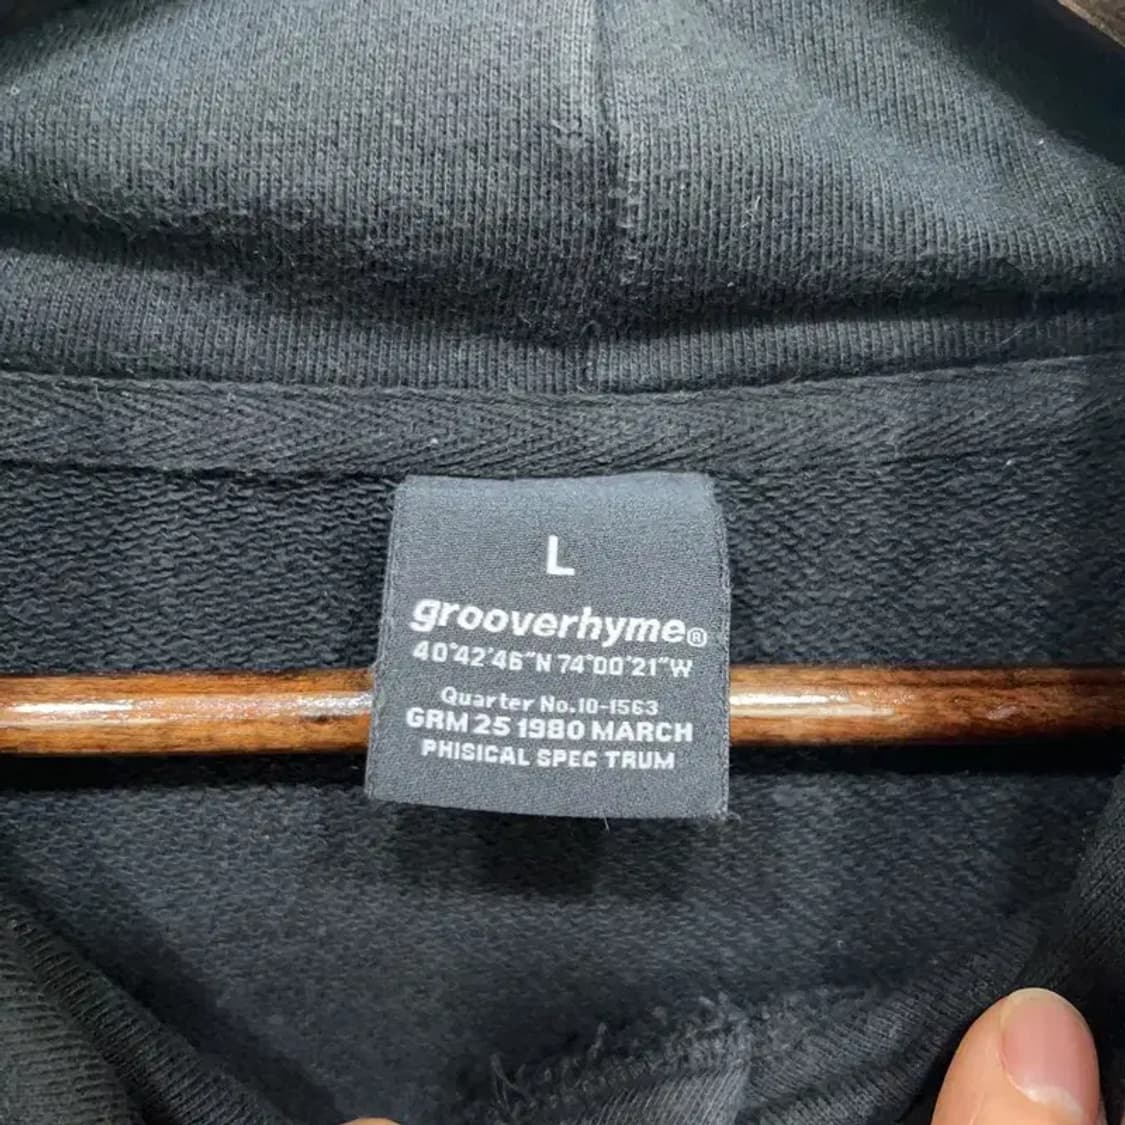 L
grooverhyme®
40°42'46"N 74°00'21"W
Quarter No.10-1563
GRM 25 1980 MARCH
PHISICAL SPEC TRUM